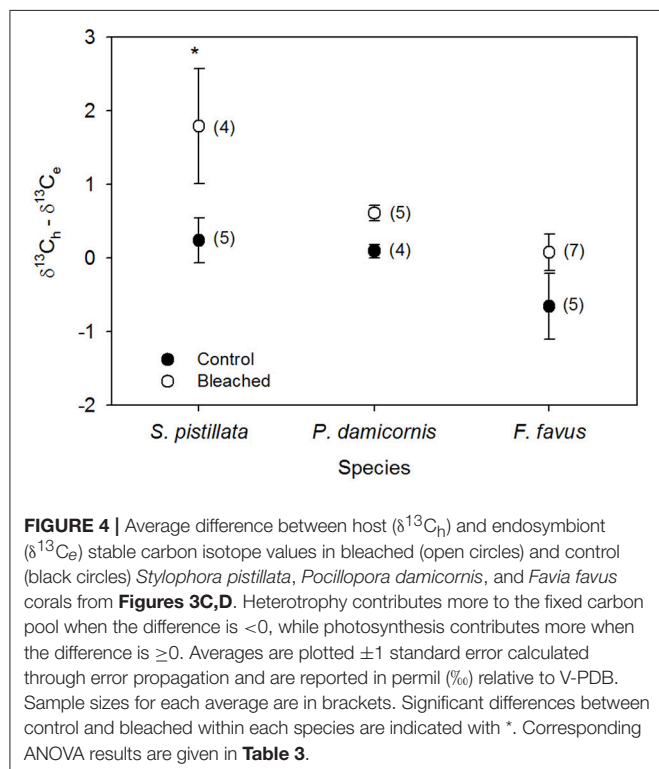 3
2
1
0
-1
-2
δ¹³Cₕ - δ¹³Cₑ
*
(4)
(5)
(5)
(4)
(7)
(5)
Control
Bleached
S. pistillata P. damicornis F. favus
Species
FIGURE 4 | Average difference between host (δ¹³Cₕ) and endosymbiont
(δ¹³Cₑ) stable carbon isotope values in bleached (open circles) and control
(black circles) Stylophora pistillata, Pocillopora damicornis, and Favia favus
corals from Figures 3C,D. Heterotrophy contributes more to the fixed carbon
pool when the difference is <0, while photosynthesis contributes more when
the difference is ≥0. Averages are plotted ±1 standard error calculated
through error propagation and are reported in permil (‰) relative to V-PDB.
Sample sizes for each average are in brackets. Significant differences between
control and bleached within each species are indicated with *. Corresponding
ANOVA results are given in Table 3.